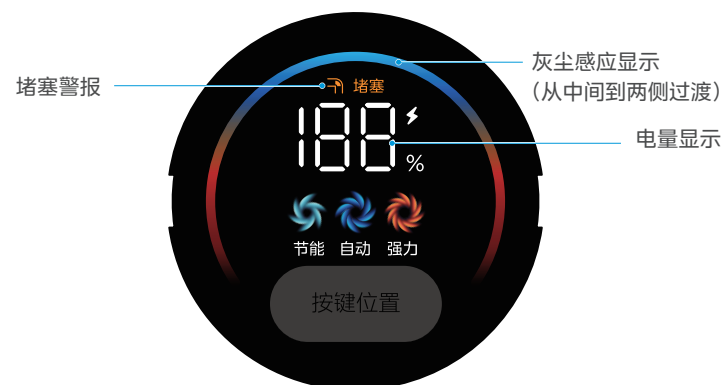 灰尘感应显示
（从中间到两侧过渡）
堵塞警报
堵塞
电量显示
188
%
节能 自动 强力
按键位置